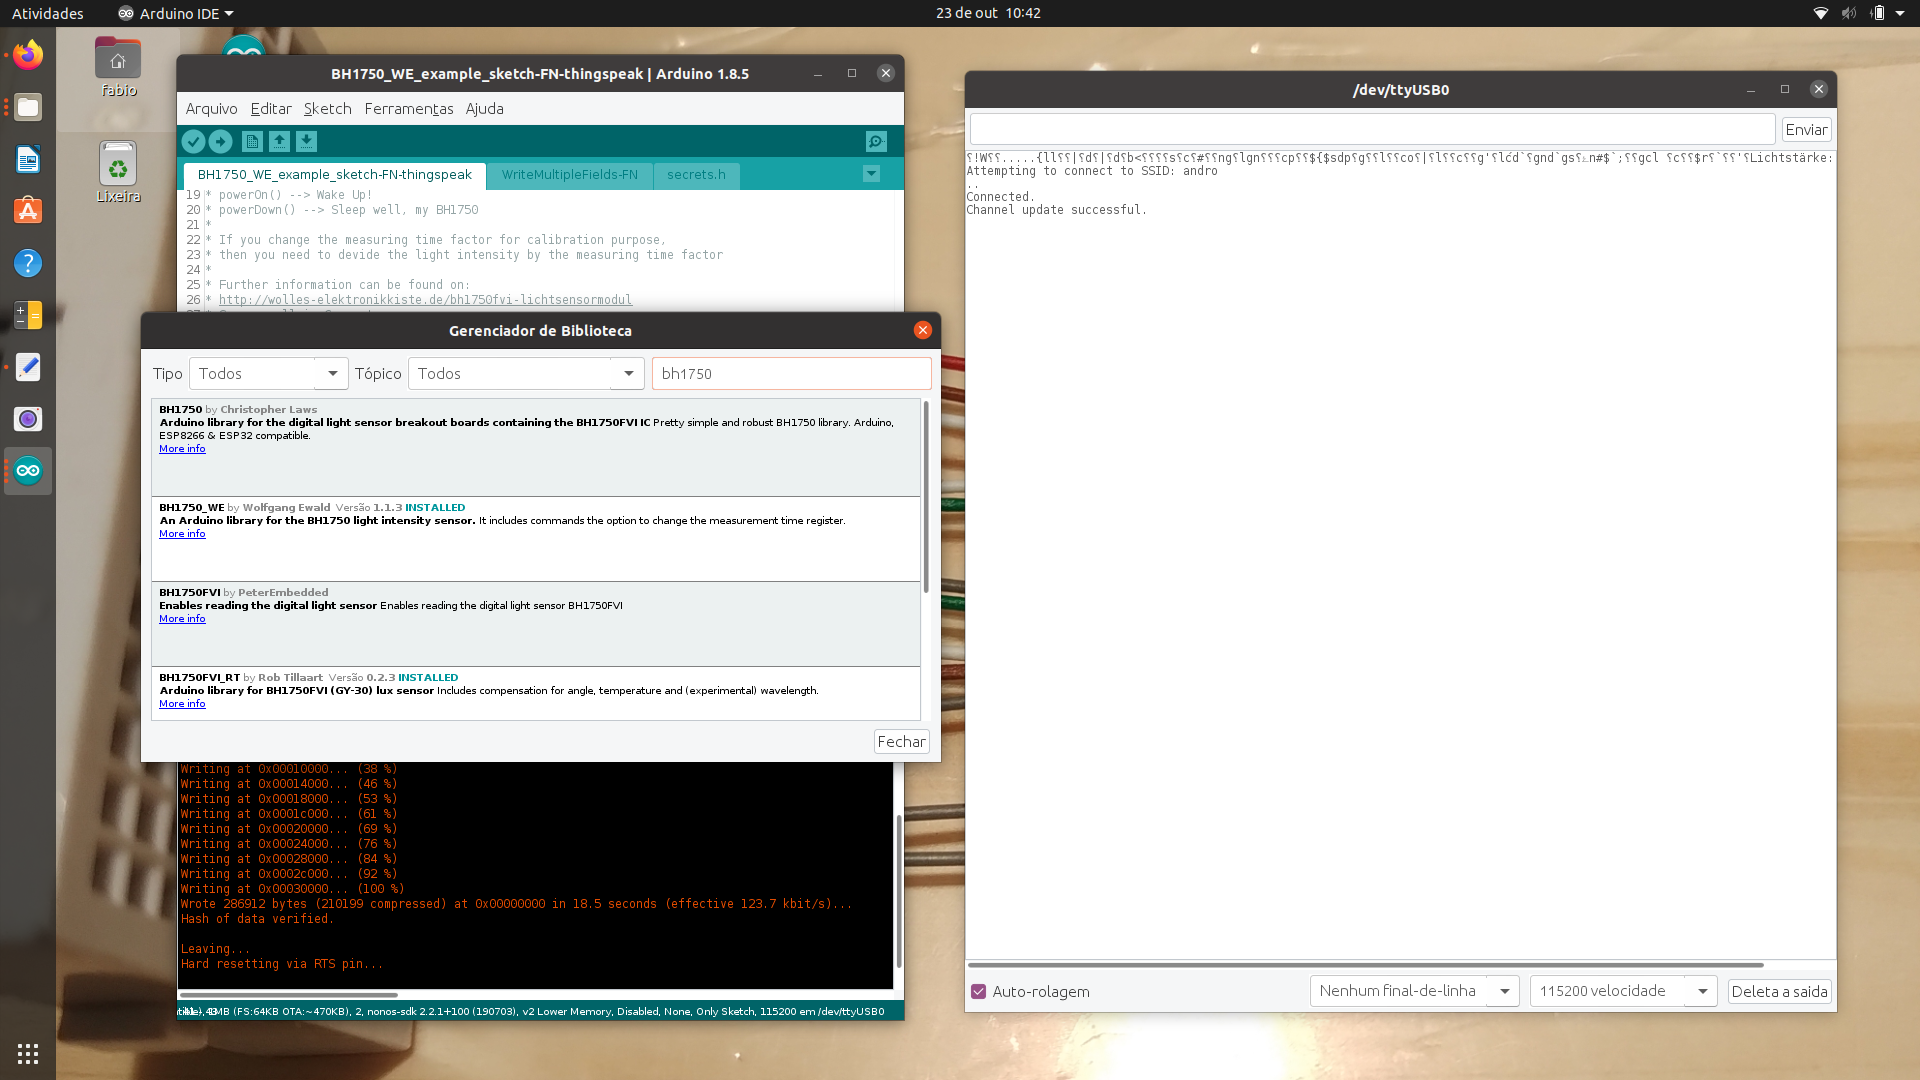 Atividades
Arduino IDE
23 de out 10:42
fabio
Lixeira
BH1750_WE_example_sketch-FN-thingspeak | Arduino 1.8.5
Arquivo Editar Sketch Ferramentas Ajuda
BH1750_WE_example_sketch-FN-thingspeak WriteMultipleFields-FN secrets.h
19 * powerOn() --> Wake Up!
20 * powerDown() --> Sleep well, my BH1750
21 *
22 * If you change the measuring time factor for calibration purpose,
23 * then you need to devide the light intensity by the measuring time factor
24 *
25 * Further information can be found on:
26 * http://wolles-elektronikkiste.de/bh1750fvi-lichtsensormodul
Gerenciador de Biblioteca
Tipo Todos Tópico Todos bh1750
BH1750 by Christopher Laws
Arduino library for the digital light sensor breakout boards containing the BH1750FVI IC Pretty simple and robust BH1750 library. Arduino,
ESP8266 & ESP32 compatible.
More info
BH1750_WE by Wolfgang Ewald Versão 1.1.3 INSTALLED
An Arduino library for the BH1750 light intensity sensor. It includes commands the option to change the measurement time register.
More info
BH1750FVI by PeterEmbedded
Enables reading the digital light sensor Enables reading the digital light sensor BH1750FVI
More info
BH1750FVI_RT by Rob Tillaart Versão 0.2.3 INSTALLED
Arduino library for BH1750FVI (GY-30) lux sensor Includes compensation for angle, temperature and (experimental) wavelength.
More info
Fechar
Writing at 0x00010000... (38 %)
Writing at 0x00014000... (46 %)
Writing at 0x00018000... (53 %)
Writing at 0x0001c000... (61 %)
Writing at 0x00020000... (69 %)
Writing at 0x00024000... (76 %)
Writing at 0x00028000... (84 %)
Writing at 0x0002c000... (92 %)
Writing at 0x00030000... (100 %)
Wrote 286912 bytes (210199 compressed) at 0x00000000 in 18.5 seconds (effective 123.7 kbit/s)...
Hash of data verified.
Leaving...
Hard resetting via RTS pin...
1MB (FS:64KB OTA:~470KB), 2, nonos-sdk 2.2.1+100 (190703), v2 Lower Memory, Disabled, None, Only Sketch, 115200 em /dev/ttyUSB0
/dev/ttyUSB0
Enviar
Lichtstärke:
Attempting to connect to SSID: andro
..
Connected.
Channel update successful.
Auto-rolagem
Nenhum final-de-linha
115200 velocidade
Deleta a saida